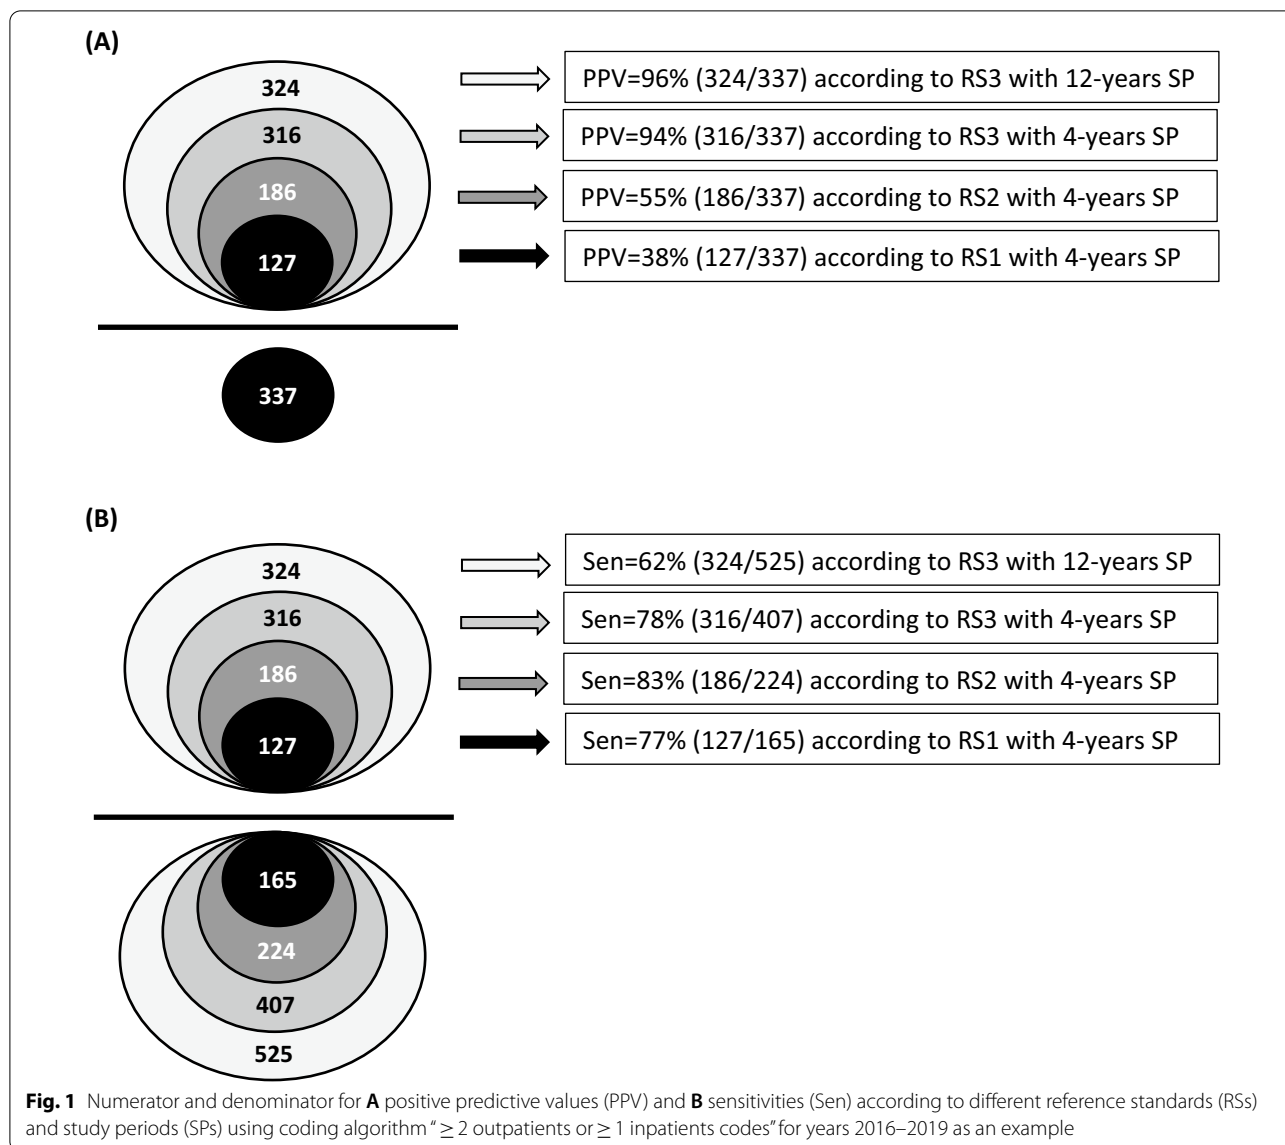 (A)
324
316
186
127
337
PPV=96% (324/337) according to RS3 with 12-years SP
PPV=94% (316/337) according to RS3 with 4-years SP
PPV=55% (186/337) according to RS2 with 4-years SP
PPV=38% (127/337) according to RS1 with 4-years SP
(B)
324
316
186
127
165
224
407
525
Sen=62% (324/525) according to RS3 with 12-years SP
Sen=78% (316/407) according to RS3 with 4-years SP
Sen=83% (186/224) according to RS2 with 4-years SP
Sen=77% (127/165) according to RS1 with 4-years SP
Fig. 1 Numerator and denominator for A positive predictive values (PPV) and B sensitivities (Sen) according to different reference standards (RSs)
and study periods (SPs) using coding algorithm “ ≥ 2 outpatients or ≥ 1 inpatients codes” for years 2016–2019 as an example